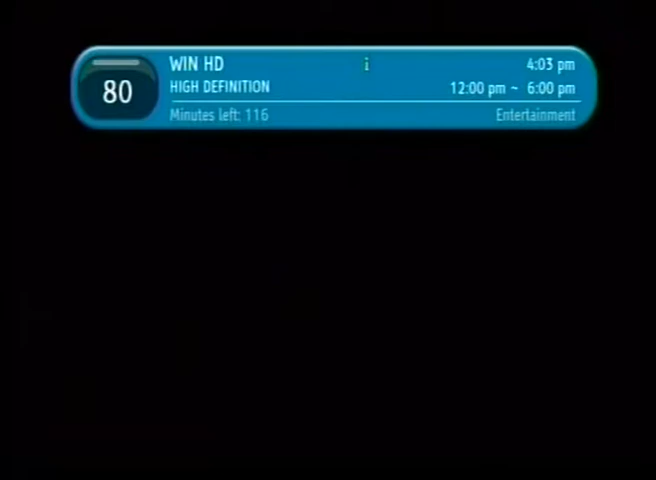 80
WIN HD i 4:03 pm
HIGH DEFINITION 12:00 pm ~ 6:00 pm
Minutes left: 116 Entertainment